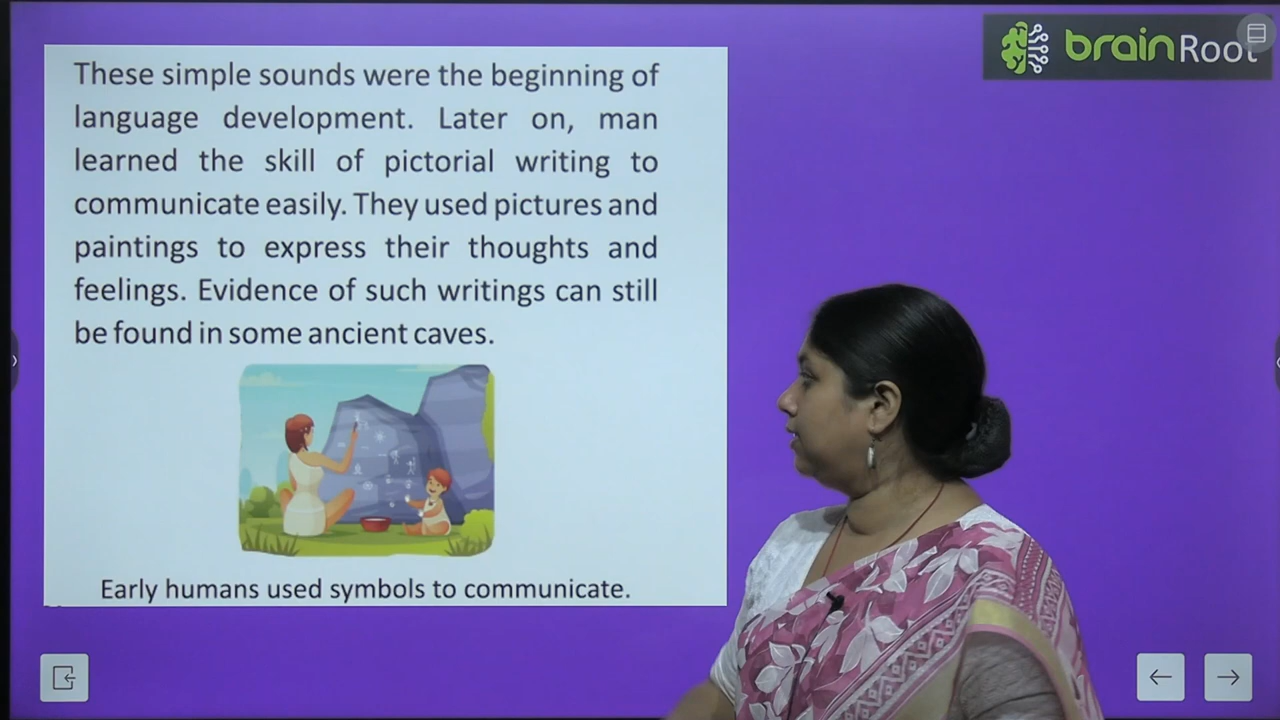 brainRoot
These simple sounds were the beginning of
language development. Later on, man
learned the skill of pictorial writing to
communicate easily. They used pictures and
paintings to express their thoughts and
feelings. Evidence of such writings can still
be found in some ancient caves.
Early humans used symbols to communicate.